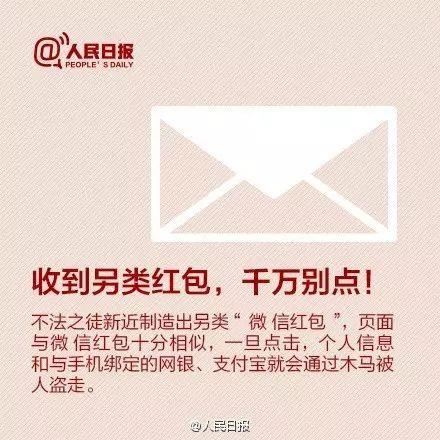 @人民日报
PEOPLE'S DAILY
收到另类红包，千万别点！
不法之徒新近制造出另类“ 微 信红包 ”，页面
与微 信红包十分相似，一旦点击，个人信息
和与手机绑定的网银、支付宝就会通过木马被
人盗走。
@人民日报